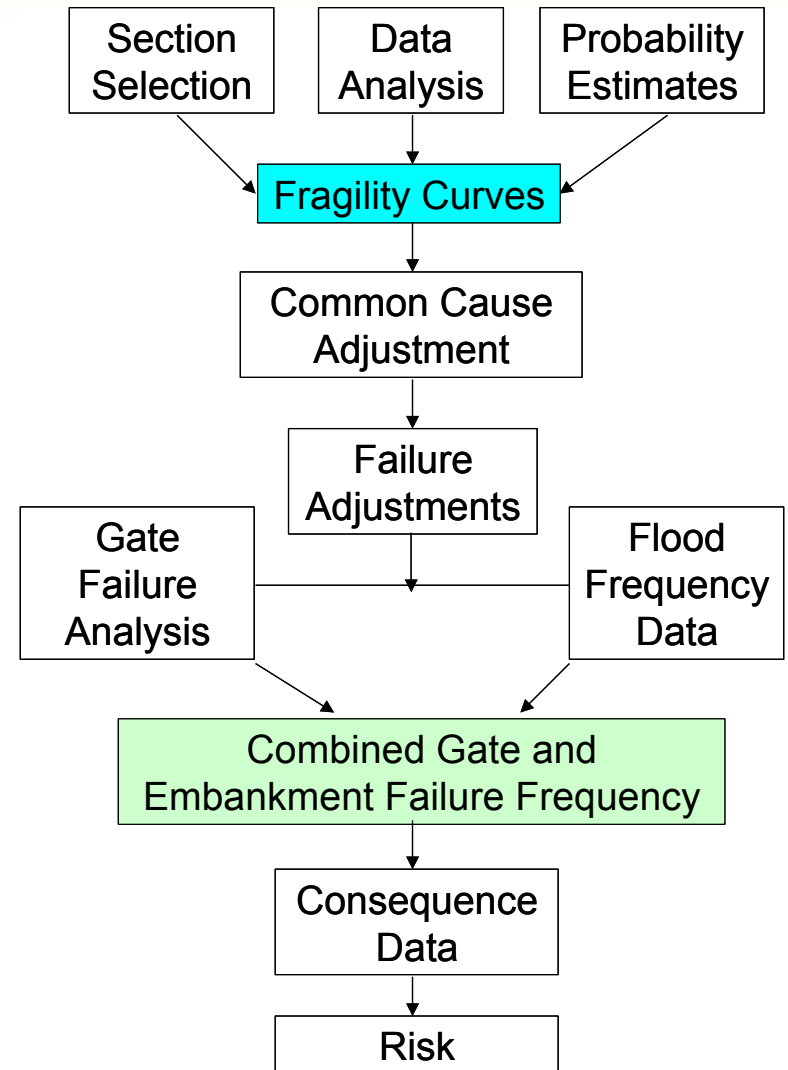 Section
Selection
Data
Analysis
Probability
Estimates
Fragility Curves
Common Cause
Adjustment
Failure
Adjustments
Gate
Failure
Analysis
Flood
Frequency
Data
Combined Gate and
Embankment Failure Frequency
Consequence
Data
Risk